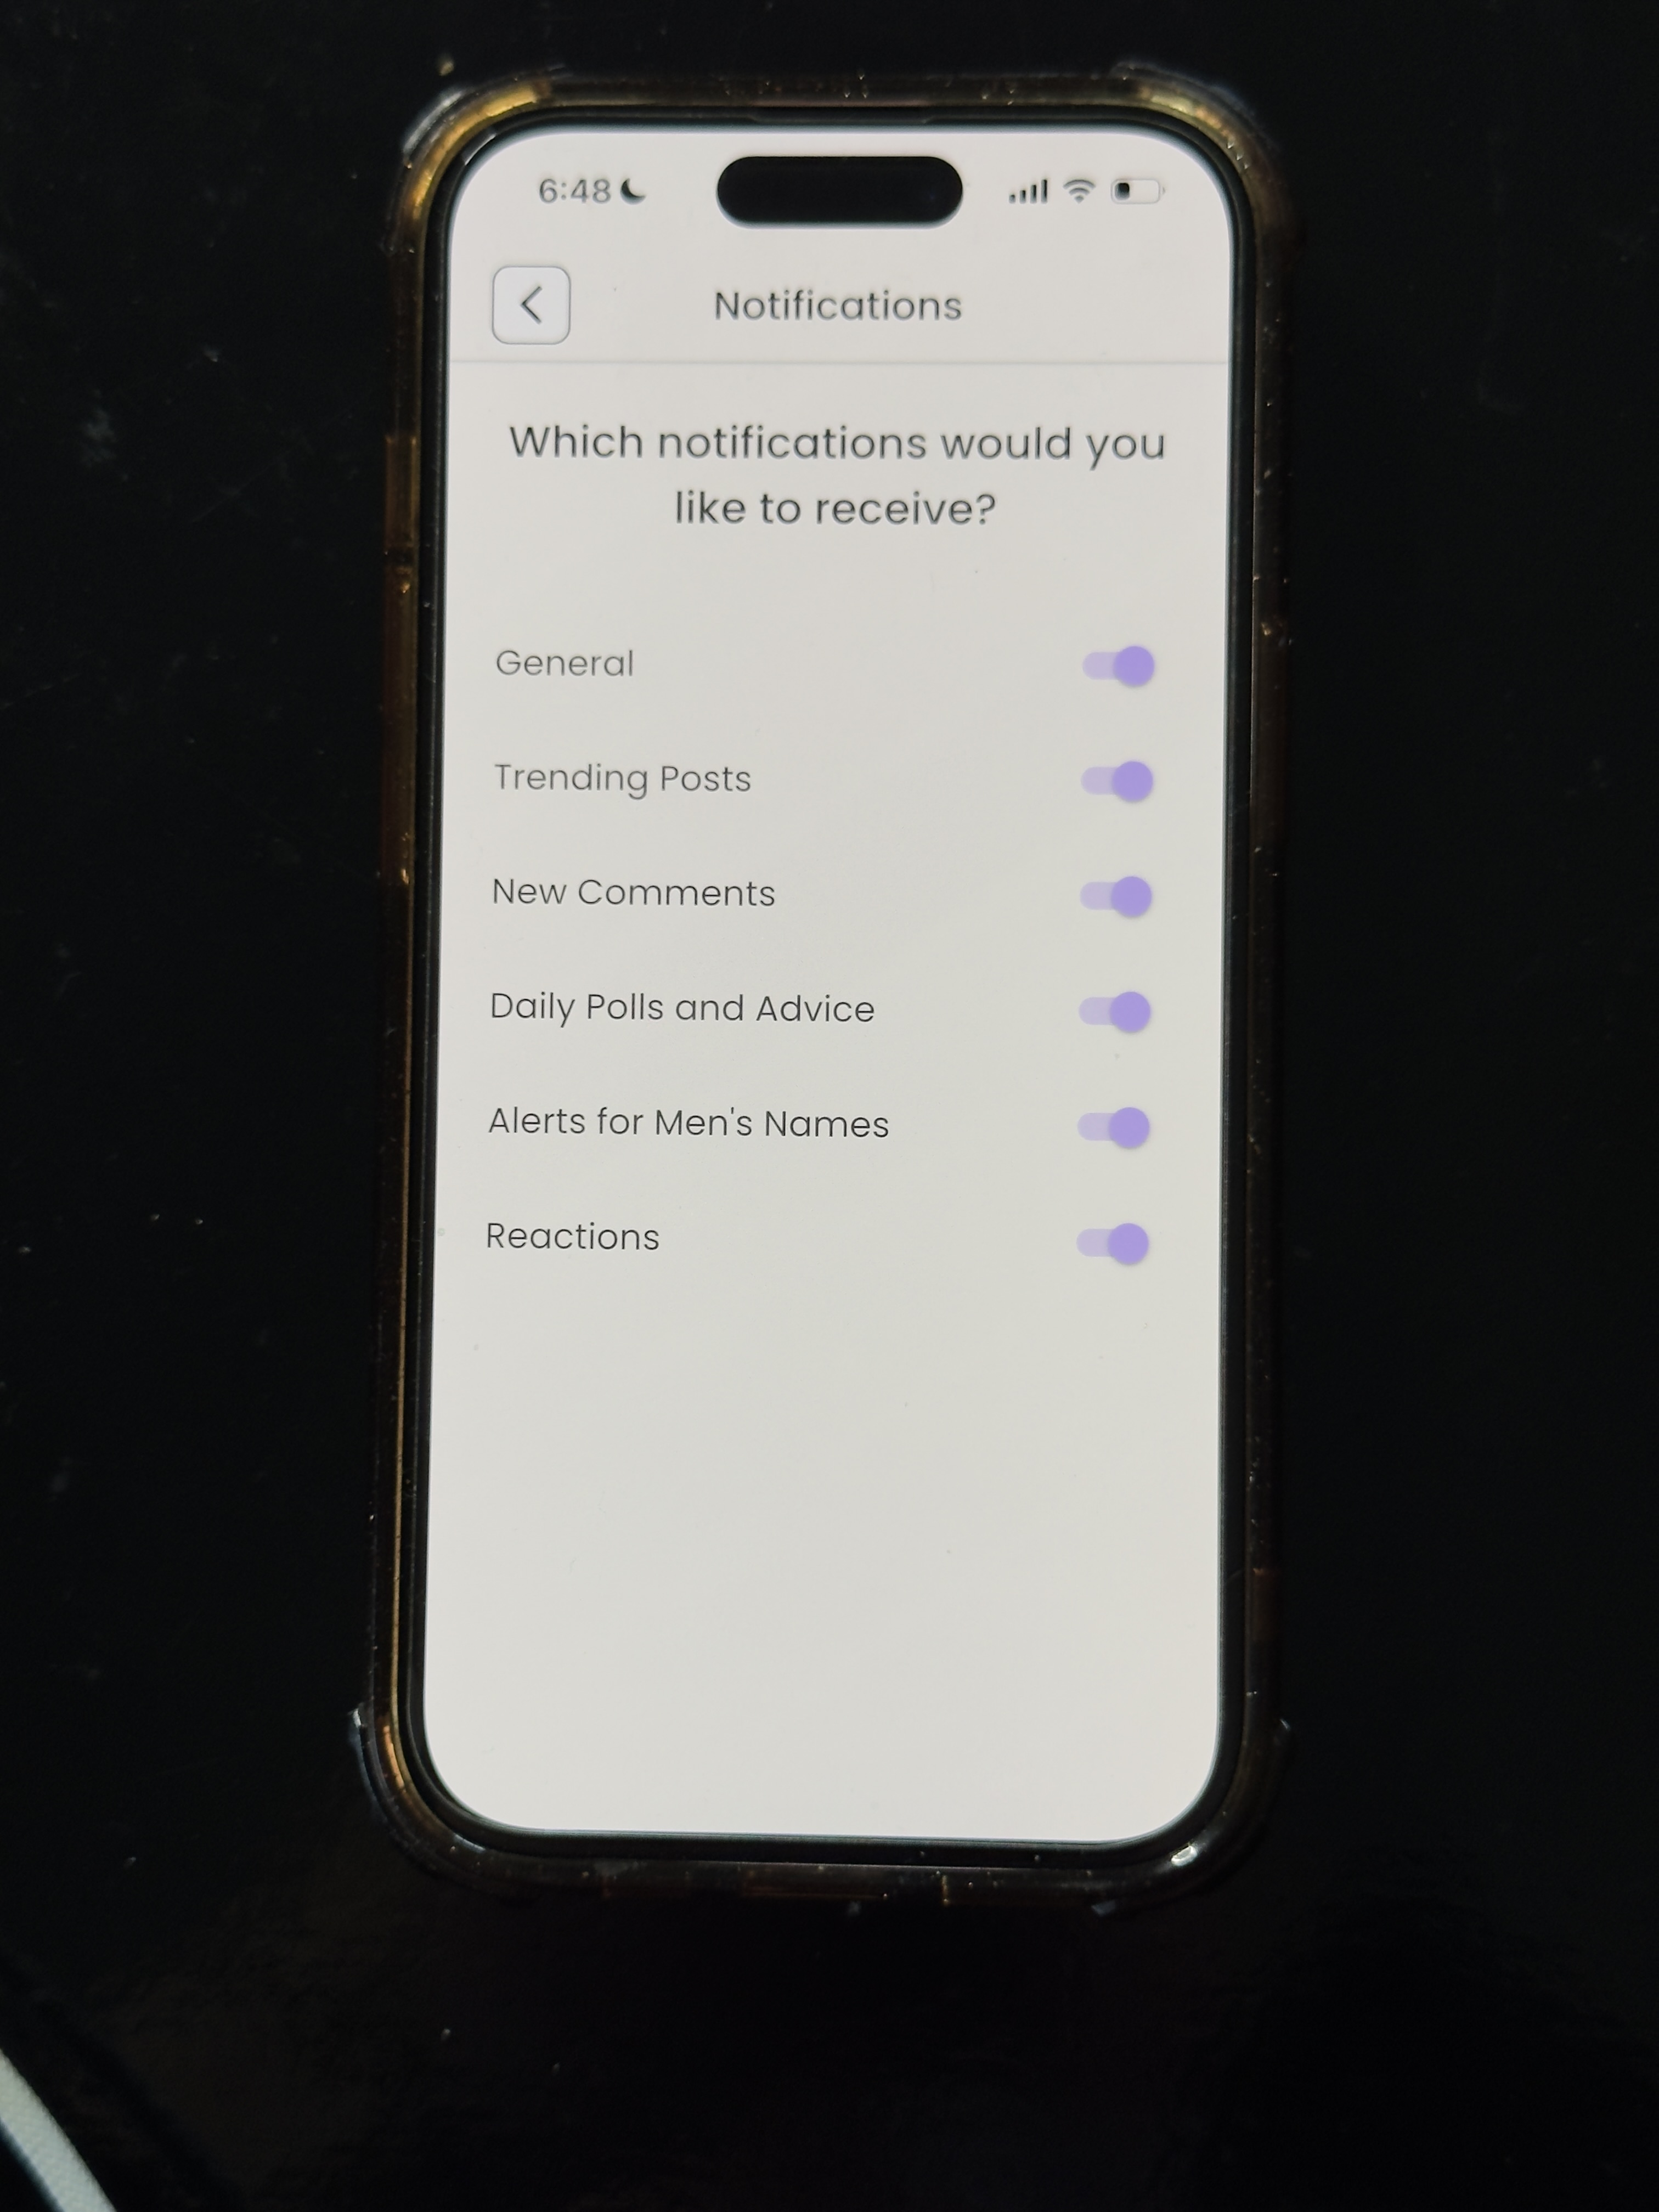 6:48
Notifications
Which notifications would you
like to receive?
General
Trending Posts
New Comments
Daily Polls and Advice
Alerts for Men's Names
Reactions